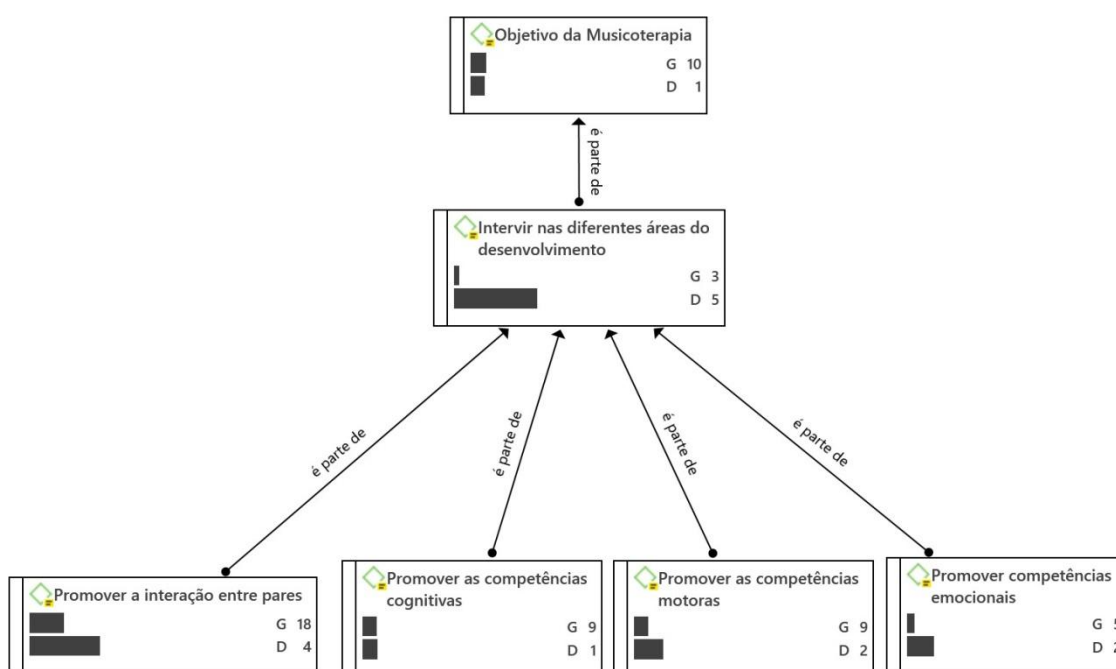 Objetivo da Musicoterapia
G 10
D 1
é parte de
Intervir nas diferentes áreas do
desenvolvimento
G 3
D 5
é parte de
é parte de
é parte de
é parte de
Promover a interação entre pares
G 18
D 4
Promover as competências
cognitivas
G 9
D 1
Promover as competências
motoras
G 9
D 2
Promover competências
emocionais
G 5
D 2